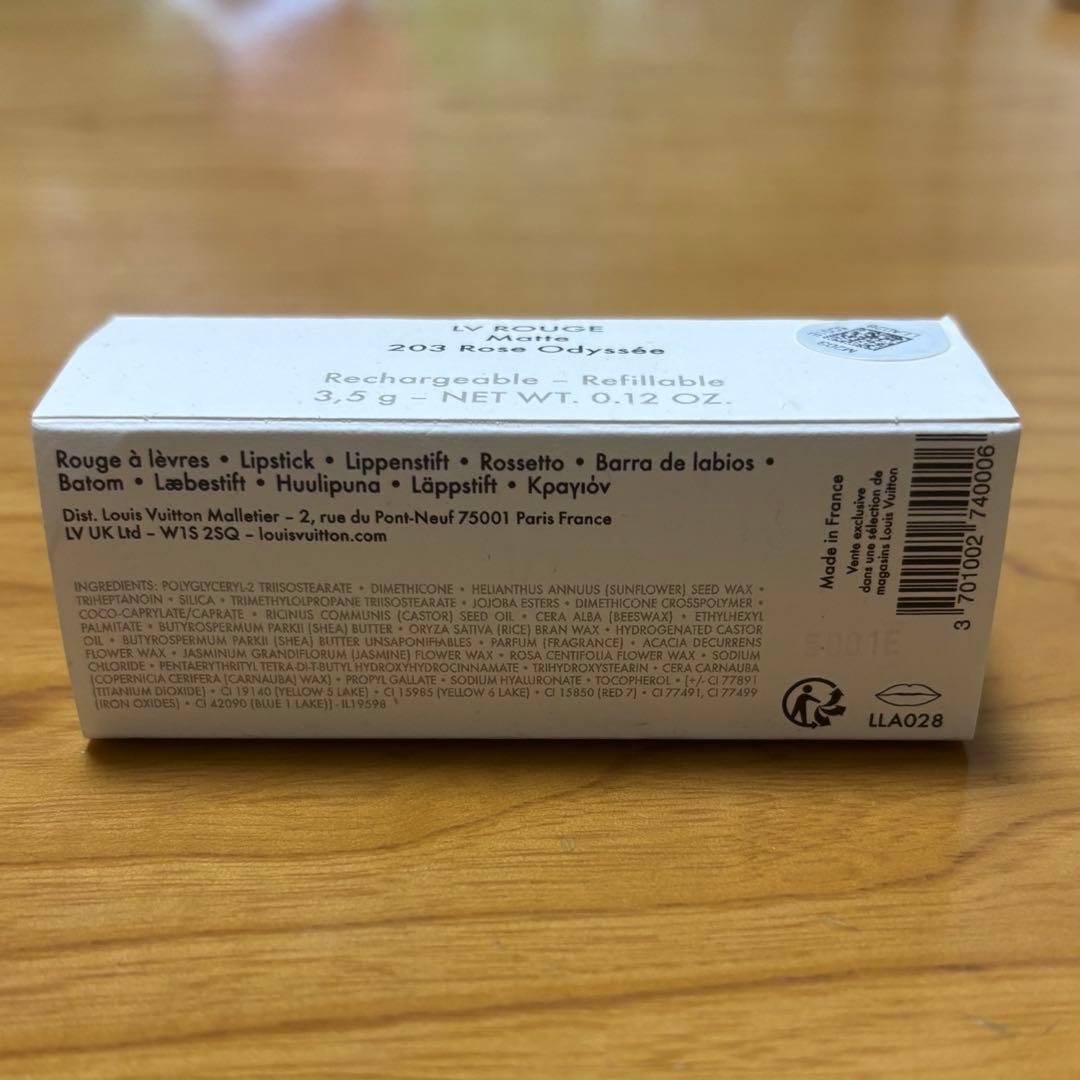 LV ROUGE
Matte
203 Rose Odyssée
Rechargeable – Refillable
3,5 g – NET WT. 0.12 OZ.
Rouge à lèvres • Lipstick • Lippenstift • Rossetto • Barra de labios •
Batom • Læbestift • Huulipuna • Läppstift • Κραγιόν
Dist. Louis Vuitton Malletier – 2, rue du Pont-Neuf 75001 Paris France
LV UK Ltd – W1S 2SQ – louisvuitton.com
INGREDIENTS: POLYGLYCERYL-2 TRIISOSTEARATE • DIMETHICONE • HELIANTHUS ANNUUS (SUNFLOWER) SEED WAX •
TRIHEPTANOIN • SILICA • TRIMETHYLOLPROPANE TRIISOSTEARATE • JOJOBA ESTERS • DIMETHICONE CROSSPOLYMER •
COCO-CAPRYLATE/CAPRATE • RICINUS COMMUNIS (CASTOR) SEED OIL • CERA ALBA (BEESWAX) • ETHYLHEXYL
PALMITATE • BUTYROSPERMUM PARKII (SHEA) BUTTER • ORYZA SATIVA (RICE) BRAN WAX • HYDROGENATED CASTOR
OIL • BUTYROSPERMUM PARKII (SHEA) BUTTER UNSAPONIFIABLES • PARFUM (FRAGRANCE) • ACACIA DECURRENS
FLOWER WAX • JASMINUM GRANDIFLORUM (JASMINE) FLOWER WAX • ROSA CENTIFOLIA FLOWER WAX • SODIUM
CHLORIDE • PENTAERYTHRITYL TETRA-DI-T-BUTYL HYDROXYHYDROCINNAMATE • TRIHYDROXYSTEARIN • CERA CARNAUBA
(COPERNICIA CERIFERA (CARNAUBA) WAX) • PROPYL GALLATE • SODIUM HYALURONATE • TOCOPHEROL • [+/- CI 77891
(TITANIUM DIOXIDE) • CI 19140 (YELLOW 5 LAKE) • CI 15985 (YELLOW 6 LAKE) • CI 15850 (RED 7) • CI 77491, CI 77499
(IRON OXIDES) • CI 42090 (BLUE 1 LAKE)] - IL19598
Made in France
Vente exclusive
dans une sélection de
magasins Louis Vuitton
3 701002 740006
LLA028